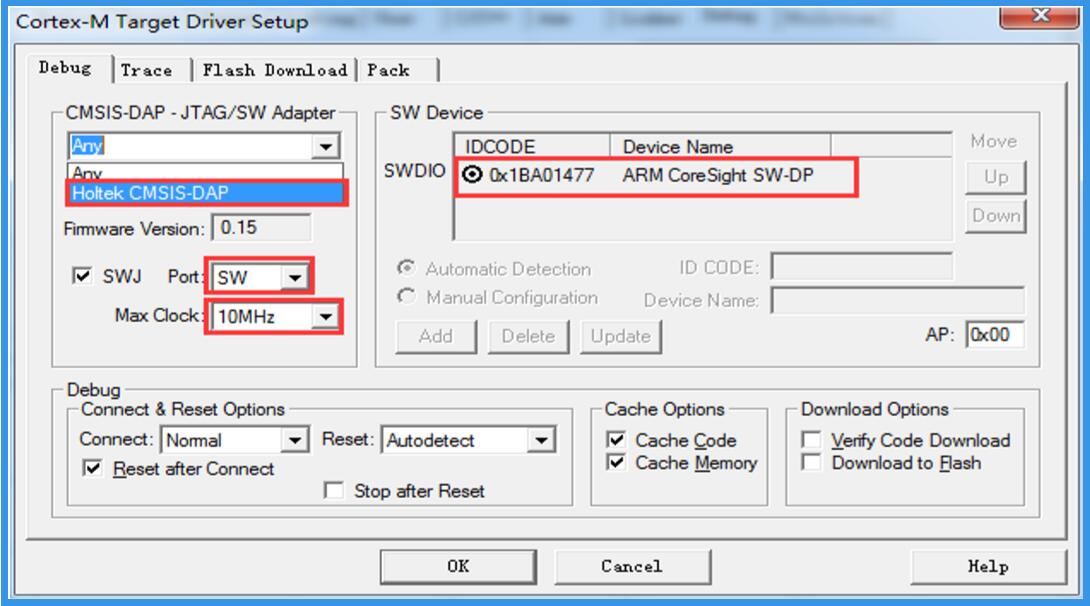 Cortex-M Target Driver Setup
Debug Trace Flash Download Pack
CMSIS-DAP - JTAG/SW Adapter
Any
Any
Holtek CMSIS-DAP
Firmware Version: 0.15
SWJ Port: SW
Max Clock: 10MHz
SW Device
IDCODE Device Name
SWDIO 0x1BA01477 ARM CoreSight SW-DP
Move
Up
Down
Automatic Detection ID CODE:
Manual Configuration Device Name:
Add Delete Update AP: 0x00
Debug
Connect & Reset Options
Connect: Normal Reset: Autodetect
Reset after Connect
Stop after Reset
Cache Options
Cache Code
Cache Memory
Download Options
Verify Code Download
Download to Flash
OK Cancel Help